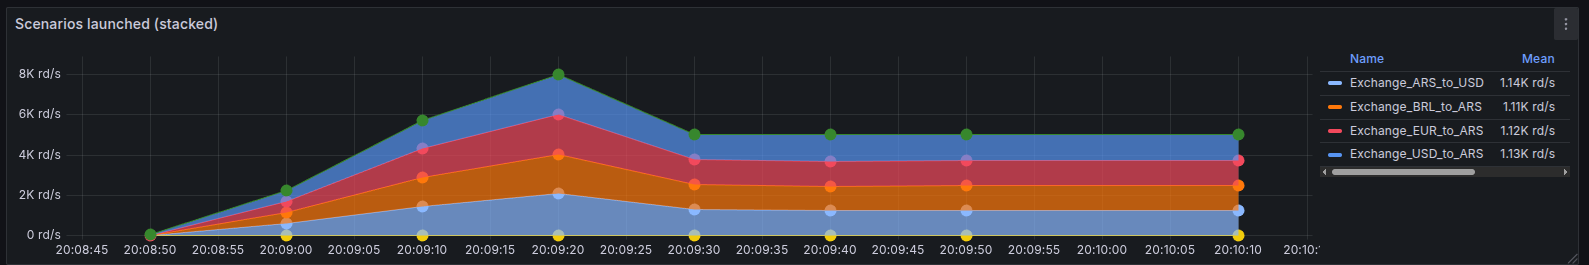 Scenarios launched (stacked)
8K rd/s
6K rd/s
4K rd/s
2K rd/s
0 rd/s
20:08:45 20:08:50 20:08:55 20:09:00 20:09:05 20:09:10 20:09:15 20:09:20 20:09:25 20:09:30 20:09:35 20:09:40 20:09:45 20:09:50 20:09:55 20:10:00 20:10:05 20:10:10 20:10:
Name Mean
Exchange_ARS_to_USD 1.14K rd/s
Exchange_BRL_to_ARS 1.11K rd/s
Exchange_EUR_to_ARS 1.12K rd/s
Exchange_USD_to_ARS 1.13K rd/s